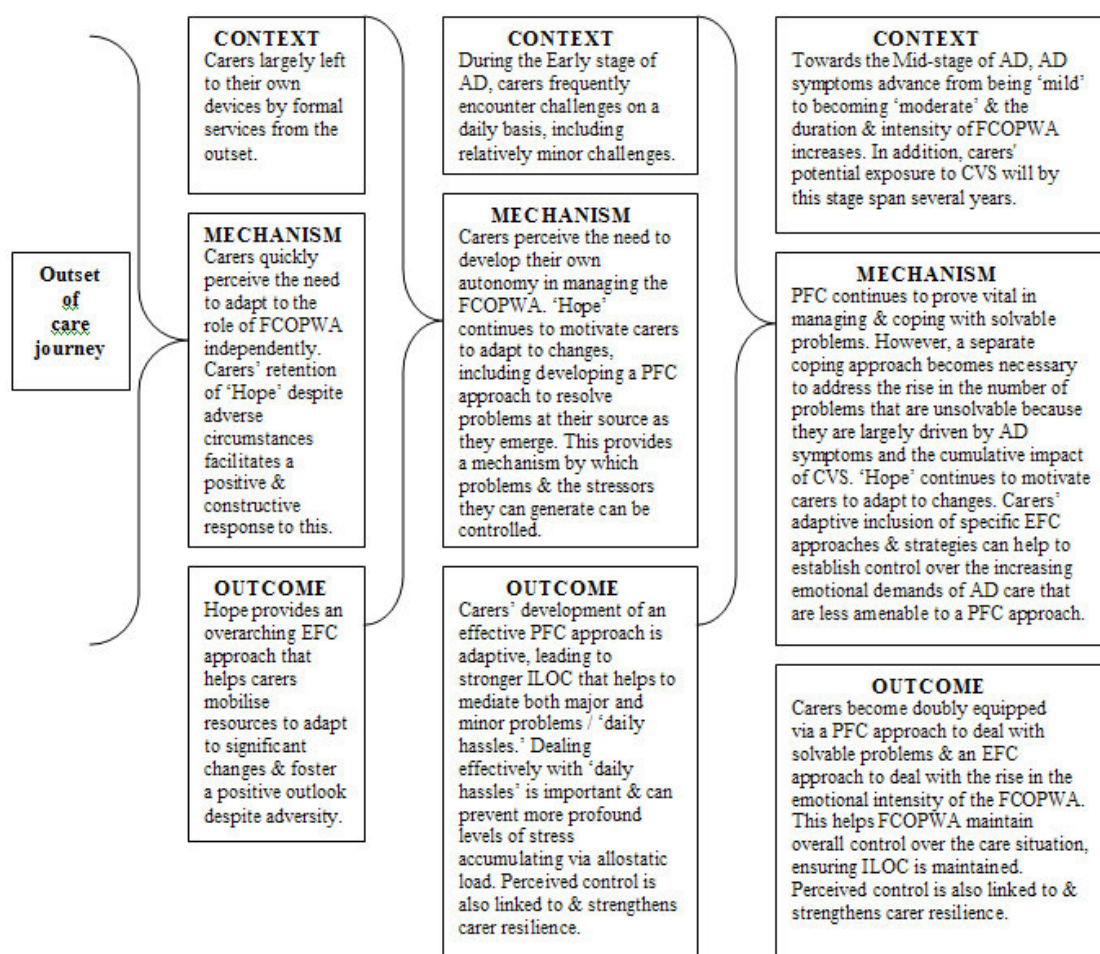 Outset
of
care
journey
CONTEXT
Carers largely left
to their own
devices by formal
services from the
outset.
MECHANISM
Carers quickly
perceive the need
to adapt to the
role of FCOPWA
independently.
Carers’ retention
of ‘Hope’ despite
adverse
circumstances
facilitates a
positive &
constructive
response to this.
OUTCOME
Hope provides an
overarching EFC
approach that
helps carers
mobilise
resources to adapt
to significant
changes & foster
a positive outlook
despite adversity.
CONTEXT
During the Early stage of
AD, carers frequently
encounter challenges on a
daily basis, including
relatively minor challenges.
MECHANISM
Carers perceive the need to
develop their own
autonomy in managing the
FCOPWA. ‘Hope’
continues to motivate carers
to adapt to changes,
including developing a PFC
approach to resolve
problems at their source as
they emerge. This provides
a mechanism by which
problems & the stressors
they can generate can be
controlled.
OUTCOME
Carers’ development of an
effective PFC approach is
adaptive, leading to
stronger ILOC that helps to
mediate both major and
minor problems / ‘daily
hassles.’ Dealing
effectively with ‘daily
hassles’ is important & can
prevent more profound
levels of stress
accumulating via allostatic
load. Perceived control is
also linked to & strengthens
carer resilience.
CONTEXT
Towards the Mid-stage of AD, AD
symptoms advance from being ‘mild’
to becoming ‘moderate’ & the
duration & intensity of FCOPWA
increases. In addition, carers'
potential exposure to CVS will by
this stage span several years.
MECHANISM
PFC continues to prove vital in
managing & coping with solvable
problems. However, a separate
coping approach becomes necessary
to address the rise in the number of
problems that are unsolvable because
they are largely driven by AD
symptoms and the cumulative impact
of CVS. ‘Hope’ continues to motivate
carers to adapt to changes. Carers’
adaptive inclusion of specific EFC
approaches & strategies can help to
establish control over the increasing
emotional demands of AD care that
are less amenable to a PFC approach.
OUTCOME
Carers become doubly equipped
via a PFC approach to deal with
solvable problems & an EFC
approach to deal with the rise in the
emotional intensity of the FCOPWA.
This helps FCOPWA maintain
overall control over the care situation,
ensuring ILOC is maintained.
Perceived control is also linked to &
strengthens carer resilience.